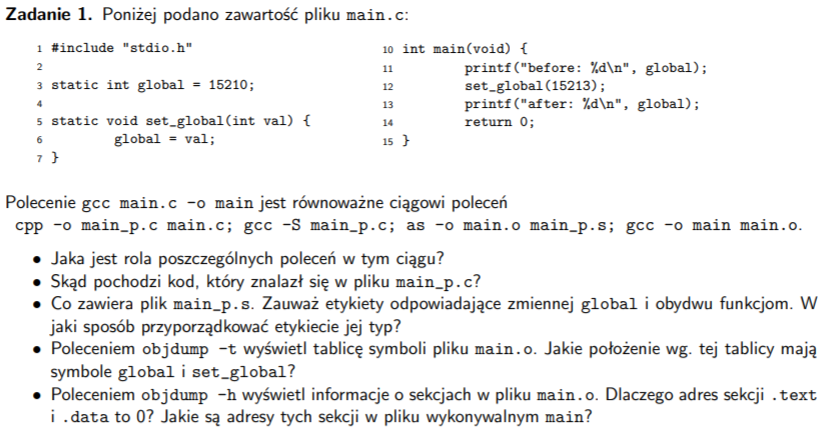 Zadanie 1. Poniżej podano zawartość pliku main.c:
1 #include "stdio.h"
2
3 static int global = 15210;
4
5 static void set_global(int val) {
6 global = val;
7 }
10 int main(void) {
11 printf("before: %d\n", global);
12 set_global(15213);
13 printf("after: %d\n", global);
14 return 0;
15 }
Polecenie gcc main.c -o main jest równoważne ciągowi poleceń
cpp -o main_p.c main.c; gcc -S main_p.c; as -o main.o main_p.s; gcc -o main main.o.
• Jaka jest rola poszczególnych poleceń w tym ciągu?
• Skąd pochodzi kod, który znalazł się w pliku main_p.c?
• Co zawiera plik main_p.s. Zauważ etykiety odpowiadające zmiennej global i obydwu funkcjom. W
jaki sposób przyporządkować etykiecie jej typ?
• Poleceniem objdump -t wyświetl tablicę symboli pliku main.o. Jakie położenie wg. tej tablicy mają
symbole global i set_global?
• Poleceniem objdump -h wyświetl informacje o sekcjach w pliku main.o. Dlaczego adres sekcji .text
i .data to 0? Jakie są adresy tych sekcji w pliku wykonywalnym main?